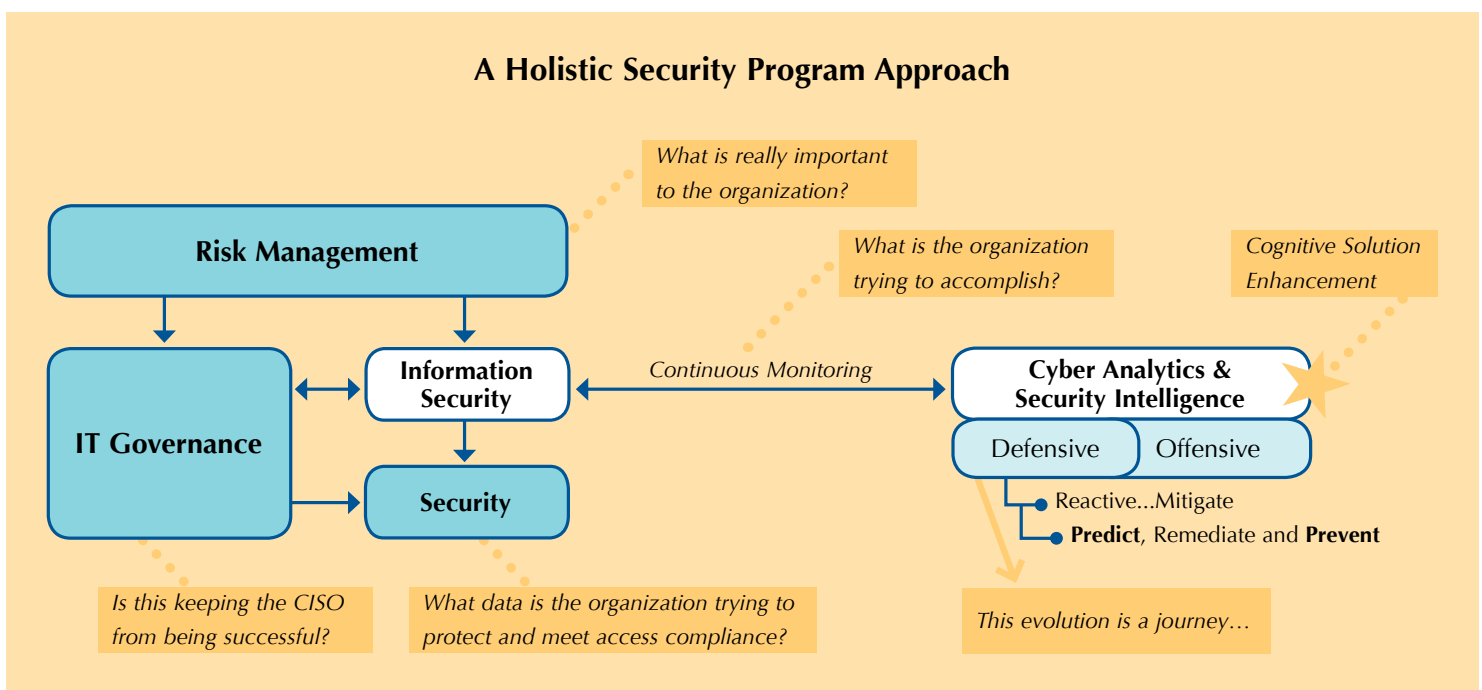 A Holistic Security Program Approach
What is really important
to the organization?
Risk Management
What is the organization
trying to accomplish?
Cognitive Solution
Enhancement
IT Governance
Information
Security
Continuous Monitoring
Cyber Analytics &
Security Intelligence
Defensive
Offensive
Security
Reactive...Mitigate
Predict, Remediate and Prevent
Is this keeping the CISO
from being successful?
What data is the organization trying to
protect and meet access compliance?
This evolution is a journey…